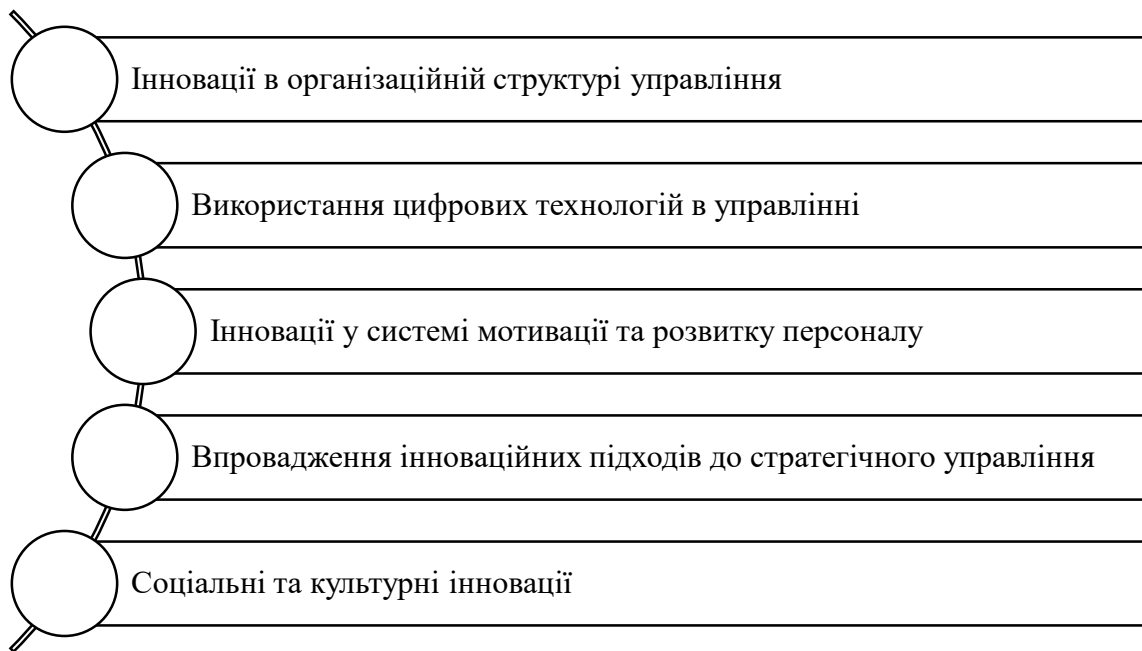 Інновації в організаційній структурі управління
Використання цифрових технологій в управлінні
Інновації у системі мотивації та розвитку персоналу
Впровадження інноваційних підходів до стратегічного управління
Соціальні та культурні інновації